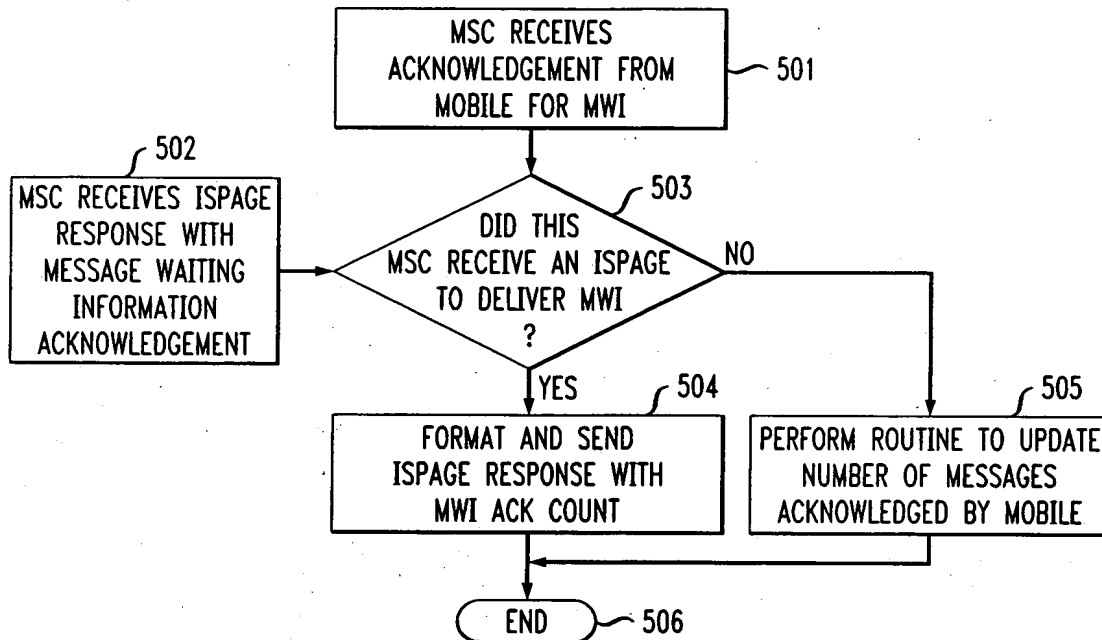 MSC RECEIVES
ACKNOWLEDGEMENT FROM
MOBILE FOR MWI
501
502
MSC RECEIVES ISPAGE
RESPONSE WITH
MESSAGE WAITING
INFORMATION
ACKNOWLEDGEMENT
503
DID THIS
MSC RECEIVE AN ISPAGE
TO DELIVER MWI
?
NO
YES
504
FORMAT AND SEND
ISPAGE RESPONSE WITH
MWI ACK COUNT
505
PERFORM ROUTINE TO UPDATE
NUMBER OF MESSAGES
ACKNOWLEDGED BY MOBILE
END
506